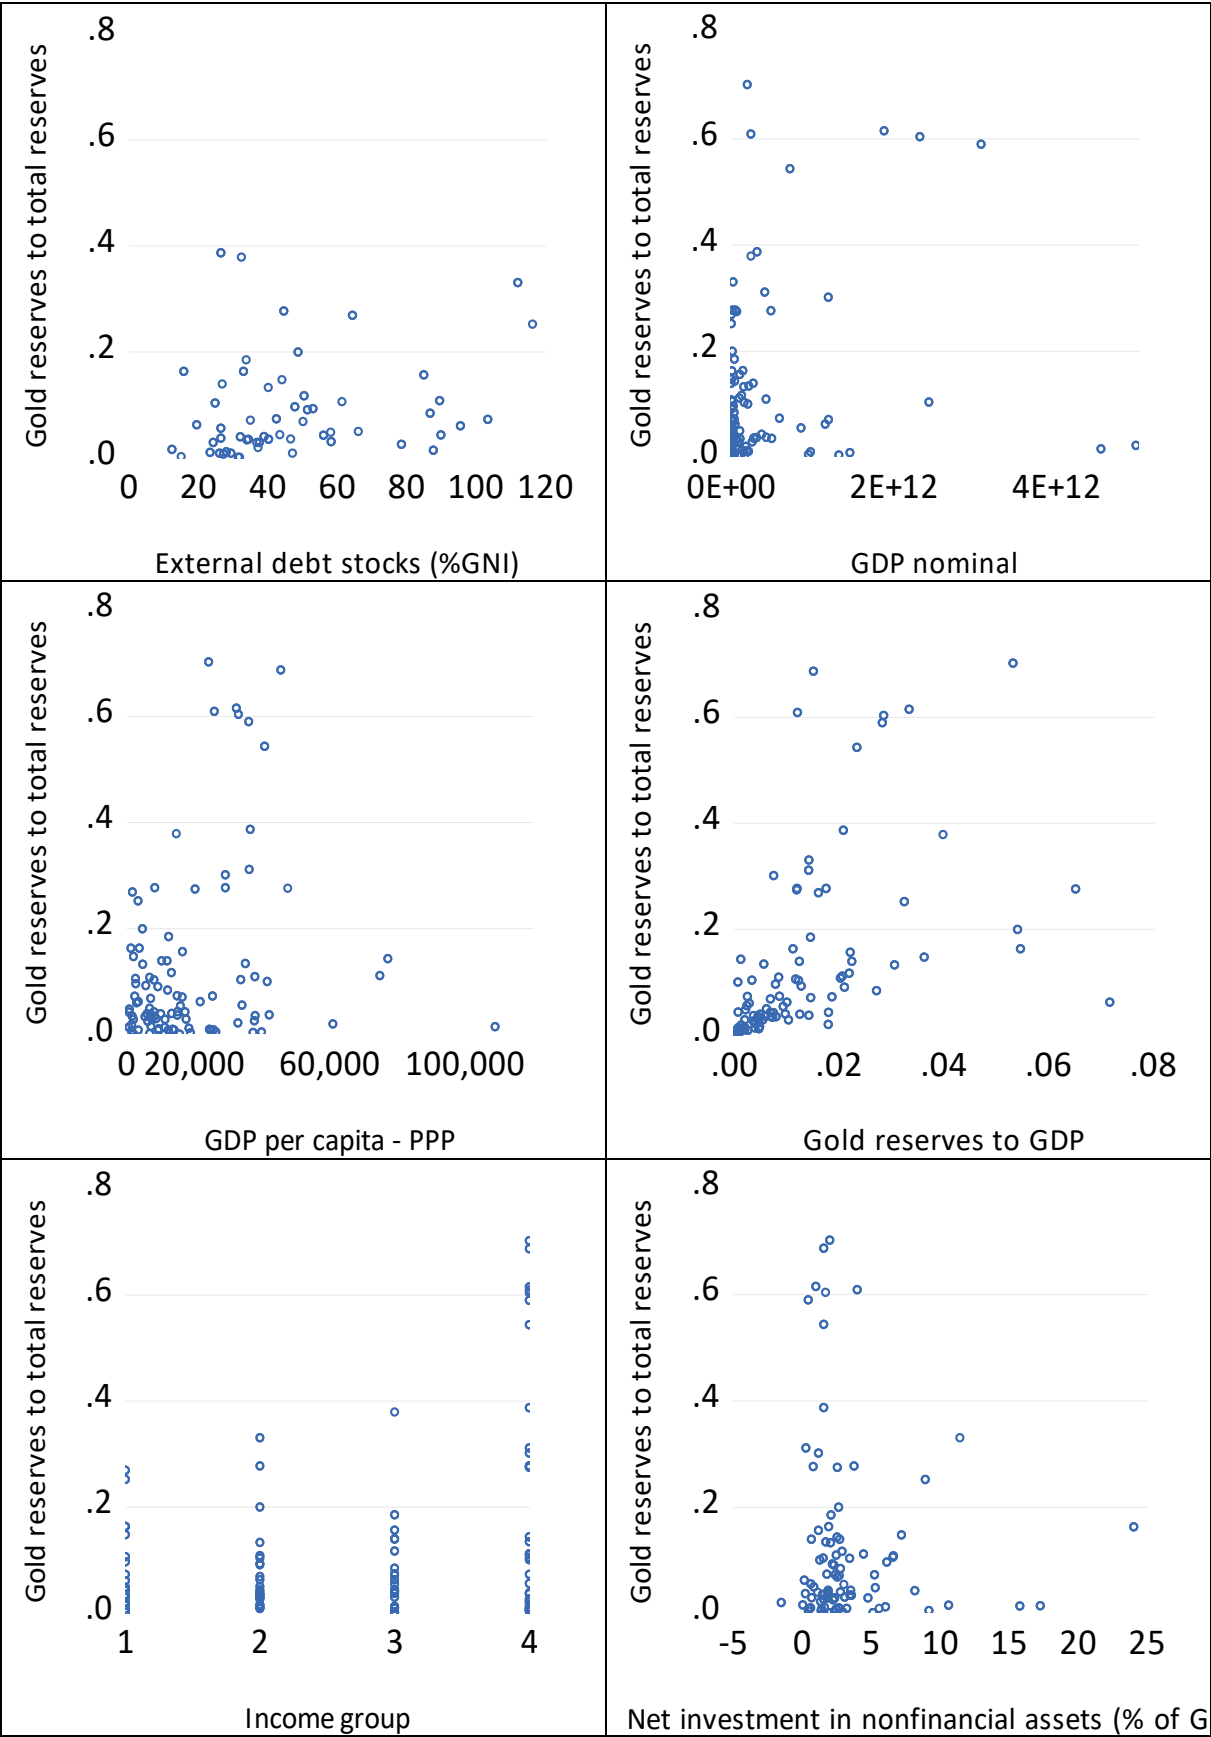 Gold reserves to total reserves
.8
.6
.4
.2
.0
0 20 40 60 80 100 120
External debt stocks (%GNI)
Gold reserves to total reserves
.8
.6
.4
.2
.0
0E+00 2E+12 4E+12
GDP nominal
Gold reserves to total reserves
.8
.6
.4
.2
.0
0 20,000 60,000 100,000
GDP per capita - PPP
Gold reserves to total reserves
.8
.6
.4
.2
.0
.00 .02 .04 .06 .08
Gold reserves to GDP
Gold reserves to total reserves
.8
.6
.4
.2
.0
1 2 3 4
Income group
Gold reserves to total reserves
.8
.6
.4
.2
.0
-5 0 5 10 15 20 25
Net investment in nonfinancial assets (% of G